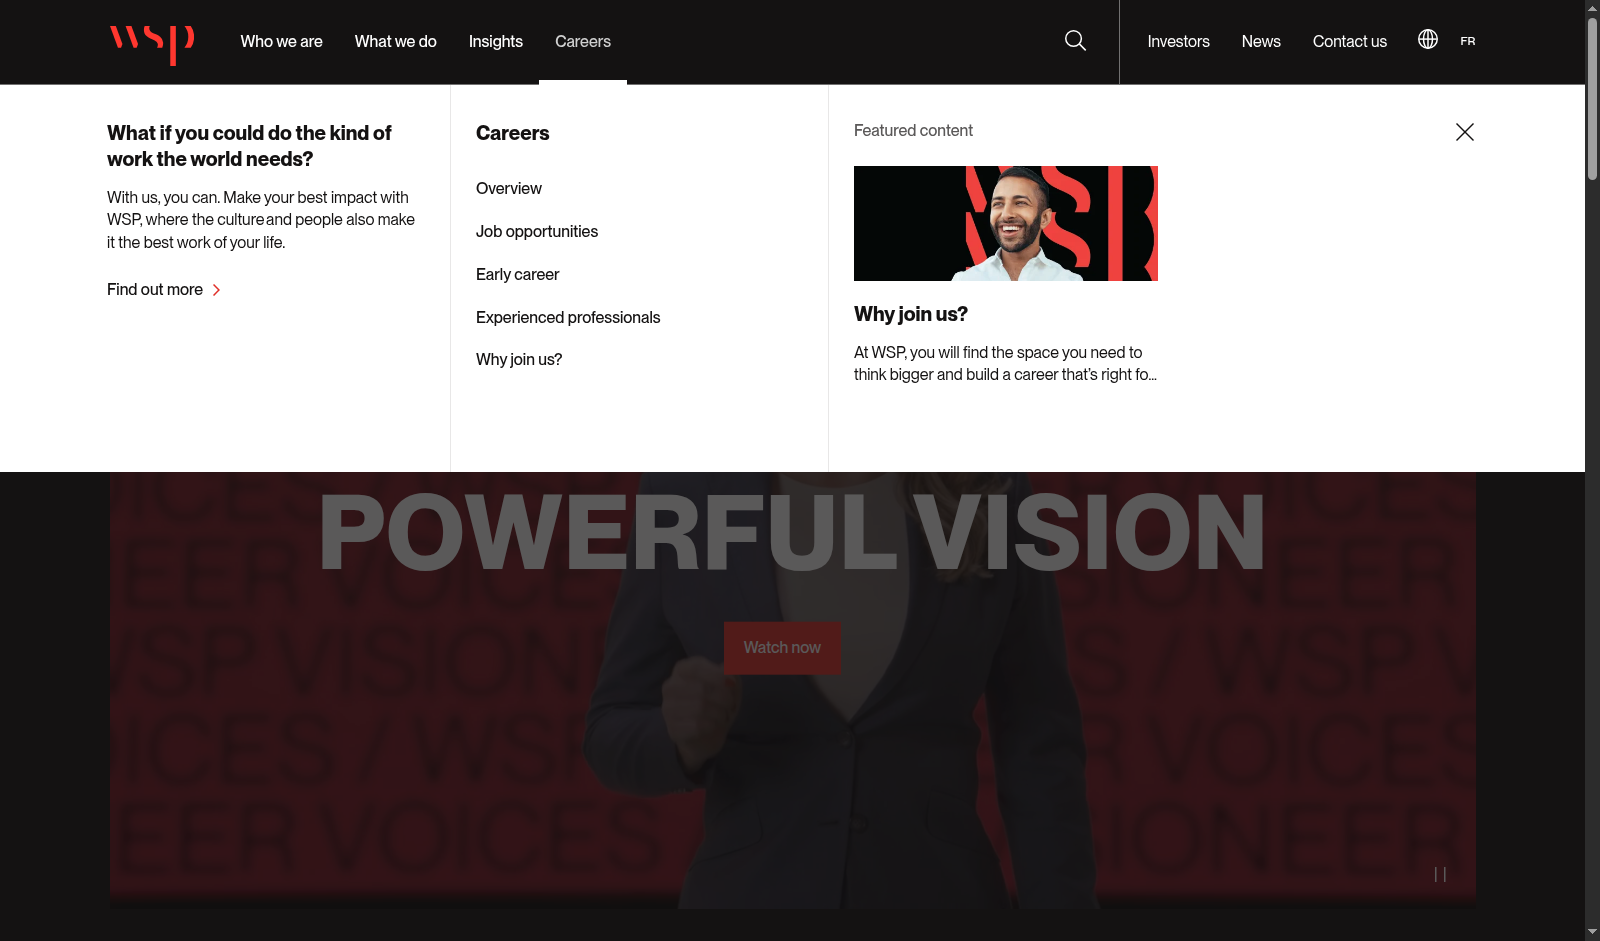 wsp
Who we are
What we do
Insights
Careers
Investors
News
Contact us
FR
What if you could do the kind of
work the world needs?
With us, you can. Make your best impact with
WSP, where the culture and people also make
it the best work of your life.
Find out more
Careers
Overview
Job opportunities
Early career
Experienced professionals
Why join us?
Featured content
WSP
Why join us?
At WSP, you will find the space you need to
think bigger and build a career that's right fo...
POWERFUL VISION
Watch now